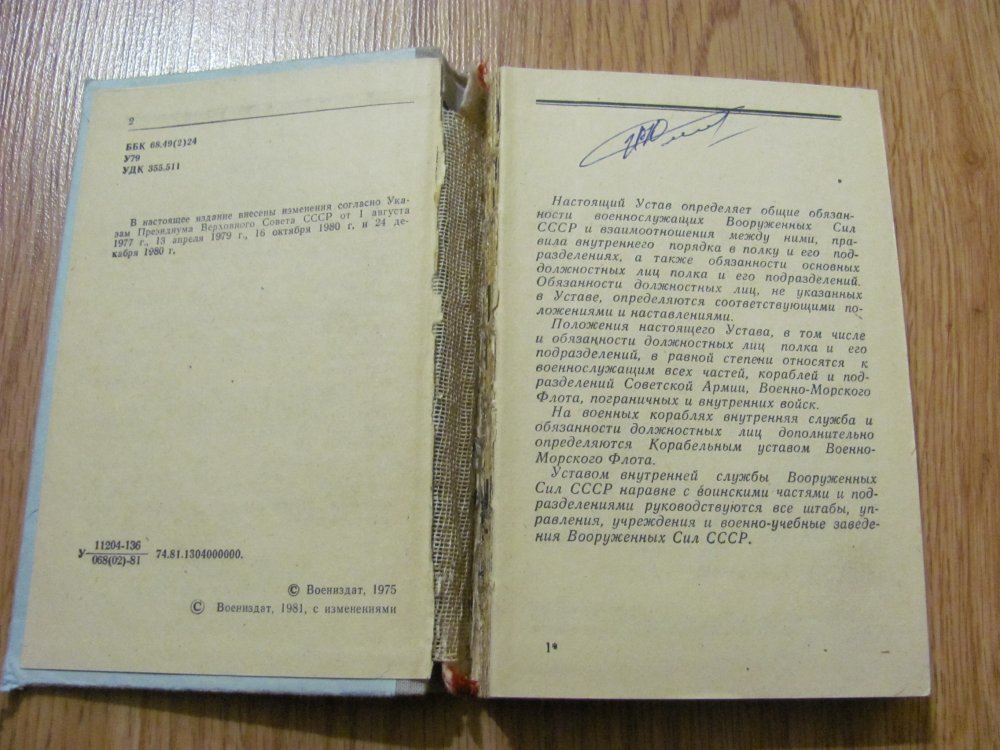 2
ББК 68.49(2)24
У79
УДК 355.511
В настоящее издание внесены изменения согласно Ука-
зам Президиума Верховного Совета СССР от 1 августа
1977 г., 13 апреля 1979 г., 16 октября 1980 г. и 24 де-
кабря 1980 г.
У 11204-136
068(02)-81 74.81.1304000000.
© Воениздат, 1975
© Воениздат, 1981, с изменениями
Настоящий Устав определяет общие обязан-
ности военнослужащих Вооруженных Сил
СССР и взаимоотношения между ними, пра-
вила внутреннего порядка в полку и его под-
разделениях, а также обязанности основных
должностных лиц полка и его подразделений.
Обязанности должностных лиц, не указанных
в Уставе, определяются соответствующими по-
ложениями и наставлениями.
Положения настоящего Устава, в том числе
и обязанности должностных лиц полка и его
подразделений, в равной степени относятся к
военнослужащим всех частей, кораблей и под-
разделений Советской Армии, Военно-Морского
Флота, пограничных и внутренних войск.
На военных кораблях внутренняя служба и
обязанности должностных лиц дополнительно
определяются Корабельным уставом Военно-
Морского Флота.
Уставом внутренней службы Вооруженных
Сил СССР наравне с воинскими частями и под-
разделениями руководствуются все штабы, уп-
равления, учреждения и военно-учебные заведе-
ния Вооруженных Сил СССР.
1*